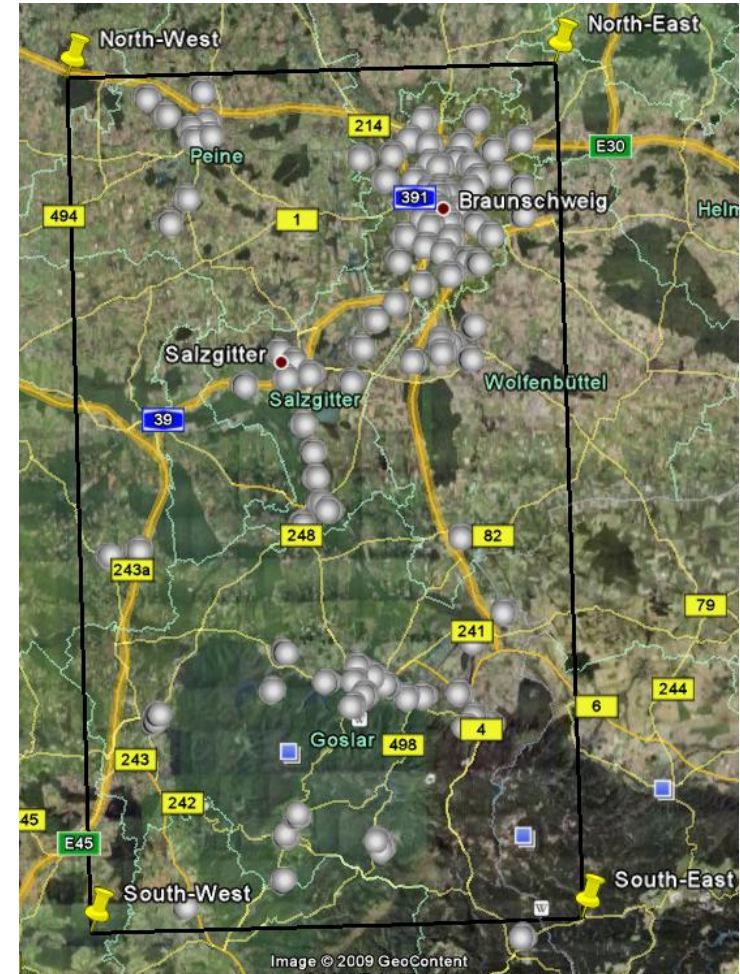 North-East
North-West
214
E30
Peine
391
Braunschweig
494
1
Helm
Salzgitter
Salzgitter
Wolfenbüttel
39
248
82
243a
79
241
244
6
W
4
Goslar
498
243
242
45
E45
South-East
South-West
W
Image © 2009 GeoContent